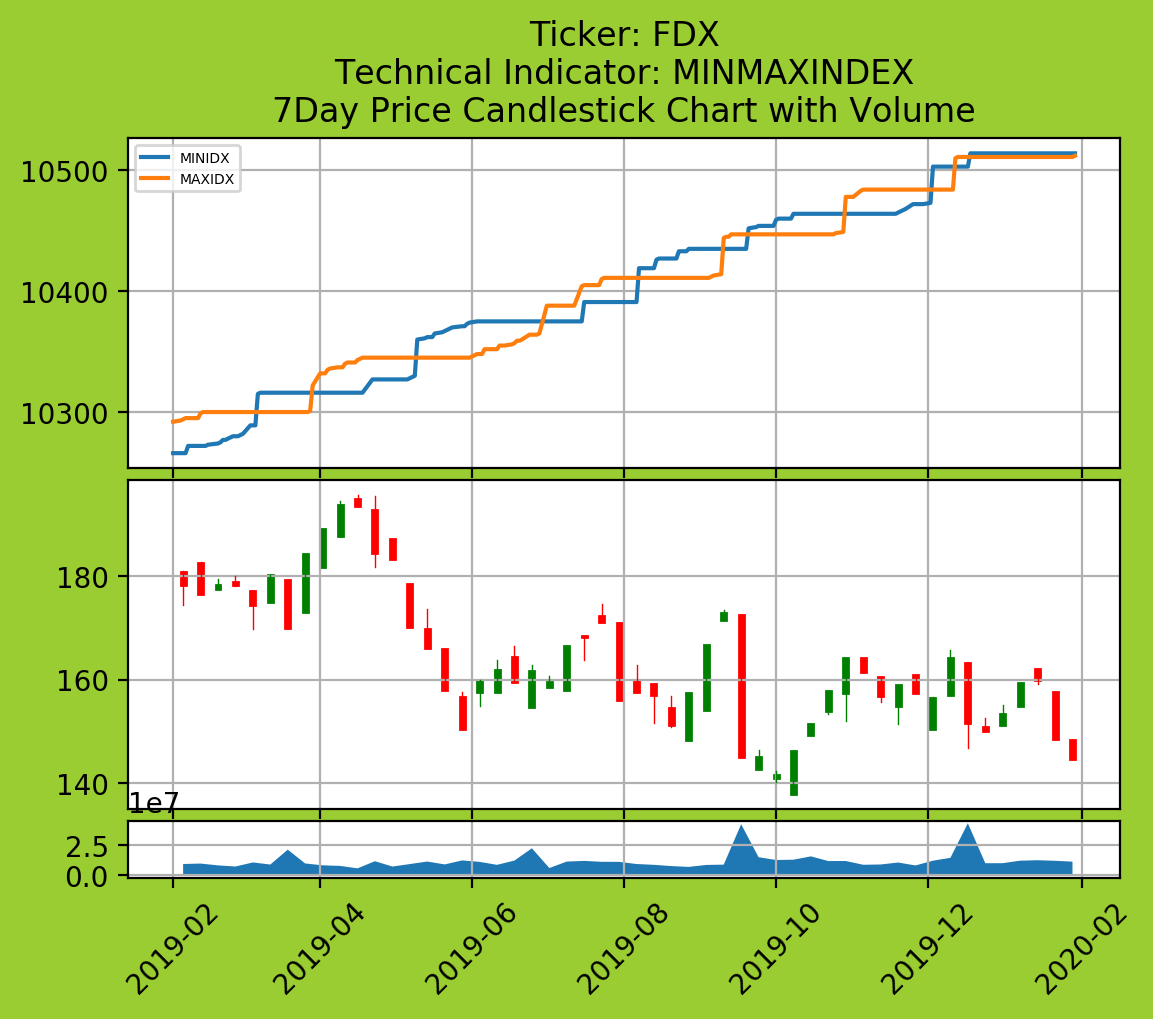 Ticker: FDX
Technical Indicator: MINMAXINDEX
7Day Price Candlestick Chart with Volume
MINIDX
MAXIDX
10500
10400
10300
180
160
140
1e7
2.5
0.0
2019-02
2019-04
2019-06
2019-08
2019-10
2019-12
2020-02